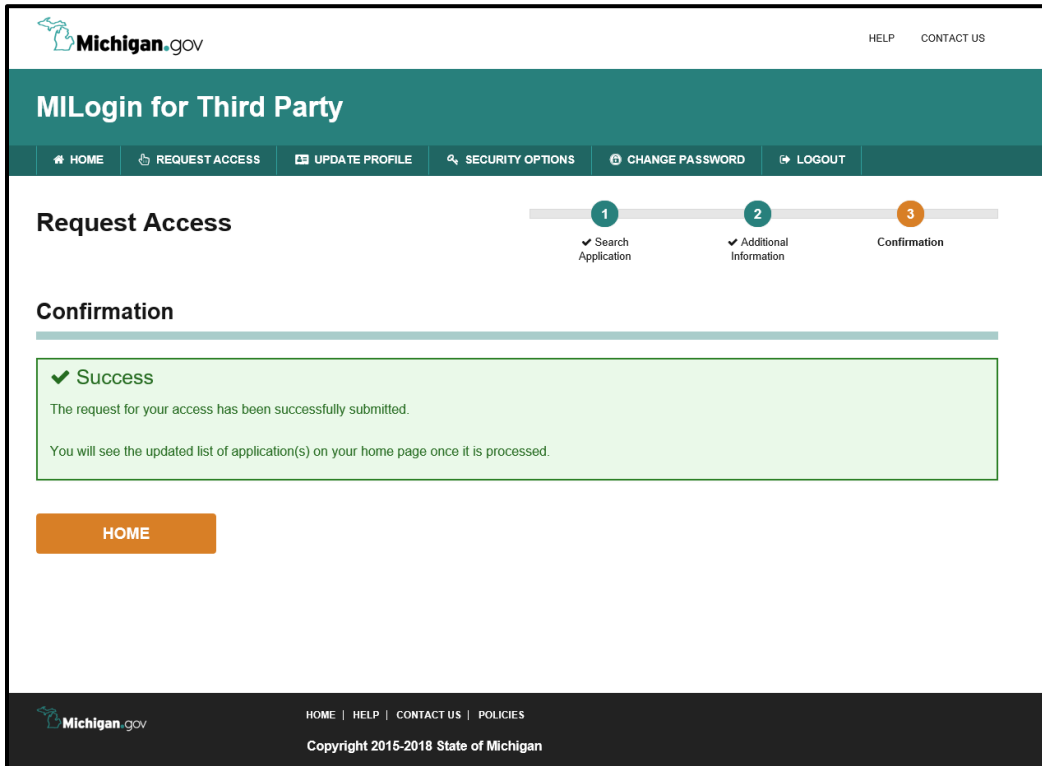 Michigan.gov
HELP CONTACT US
MILogin for Third Party
HOME REQUEST ACCESS UPDATE PROFILE SECURITY OPTIONS CHANGE PASSWORD LOGOUT
Request Access
1 2 3
Search Application
Additional Information
Confirmation
Confirmation
Success
The request for your access has been successfully submitted.
You will see the updated list of application(s) on your home page once it is processed.
HOME
Michigan.gov
HOME | HELP | CONTACT US | POLICIES
Copyright 2015-2018 State of Michigan